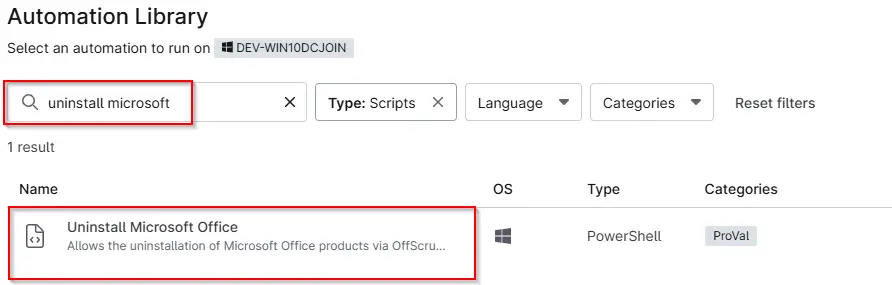 Automation Library
Select an automation to run on DEV-WIN10DCJOIN
uninstall microsoft Type: Scripts Language Categories Reset filters
1 result
Name OS Type Categories
Uninstall Microsoft Office PowerShell ProVal
Allows the uninstallation of Microsoft Office products via OffScru...